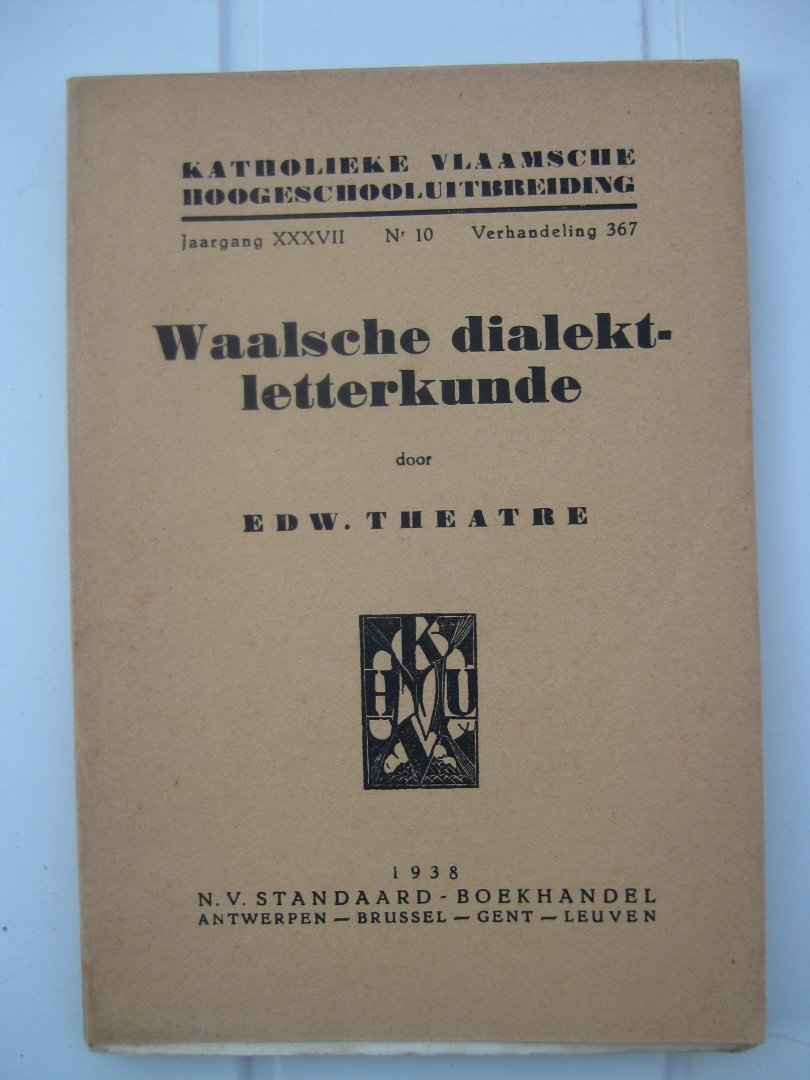 KATHOLIEKE VLAAMSCHE
HOOGESCHOOLUITBREIDING
Jaargang XXXVII Nr 10 Verhandeling 367
Waalsche dialekt-
letterkunde
door
EDW. THEATRE
K
H U
V
1938
N.V. STANDAARD-BOEKHANDEL
ANTWERPEN — BRUSSEL — GENT — LEUVEN